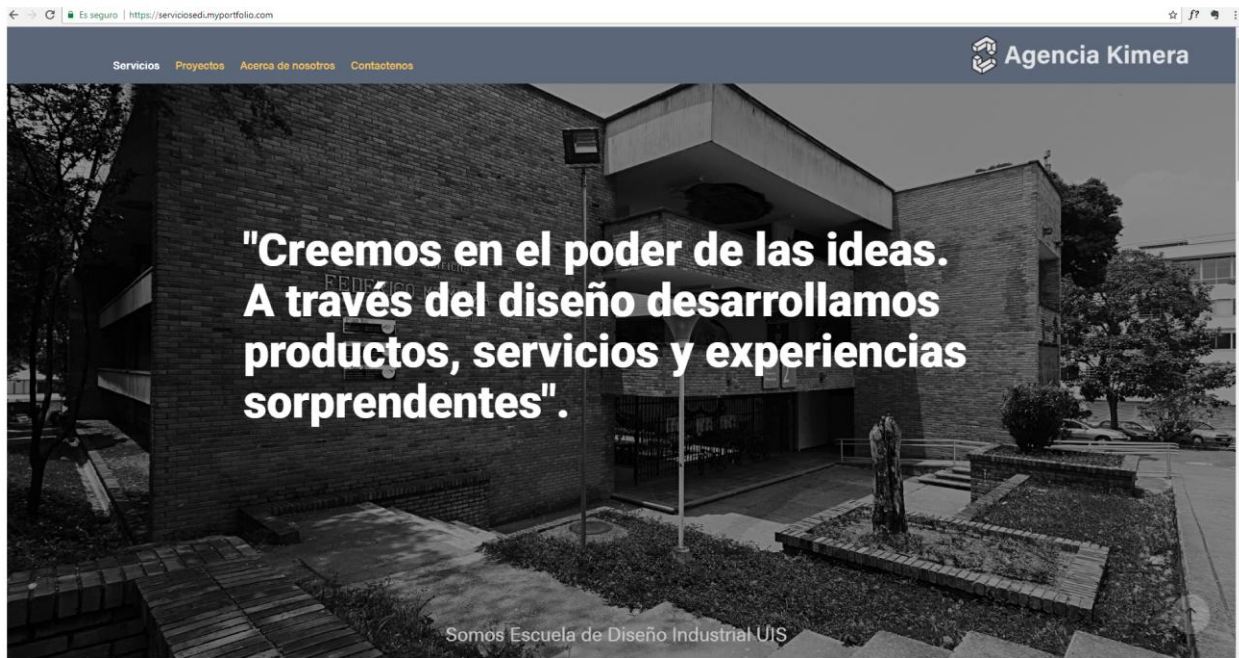 Es seguro | https://serviciosedi.myportfolio.com
f?
Servicios Proyectos Acerca de nosotros Contactenos
Agencia Kimera
"Creemos en el poder de las ideas.
A través del diseño desarrollamos
productos, servicios y experiencias
sorprendentes".
FEDERICO
Somos Escuela de Diseño Industrial UIS